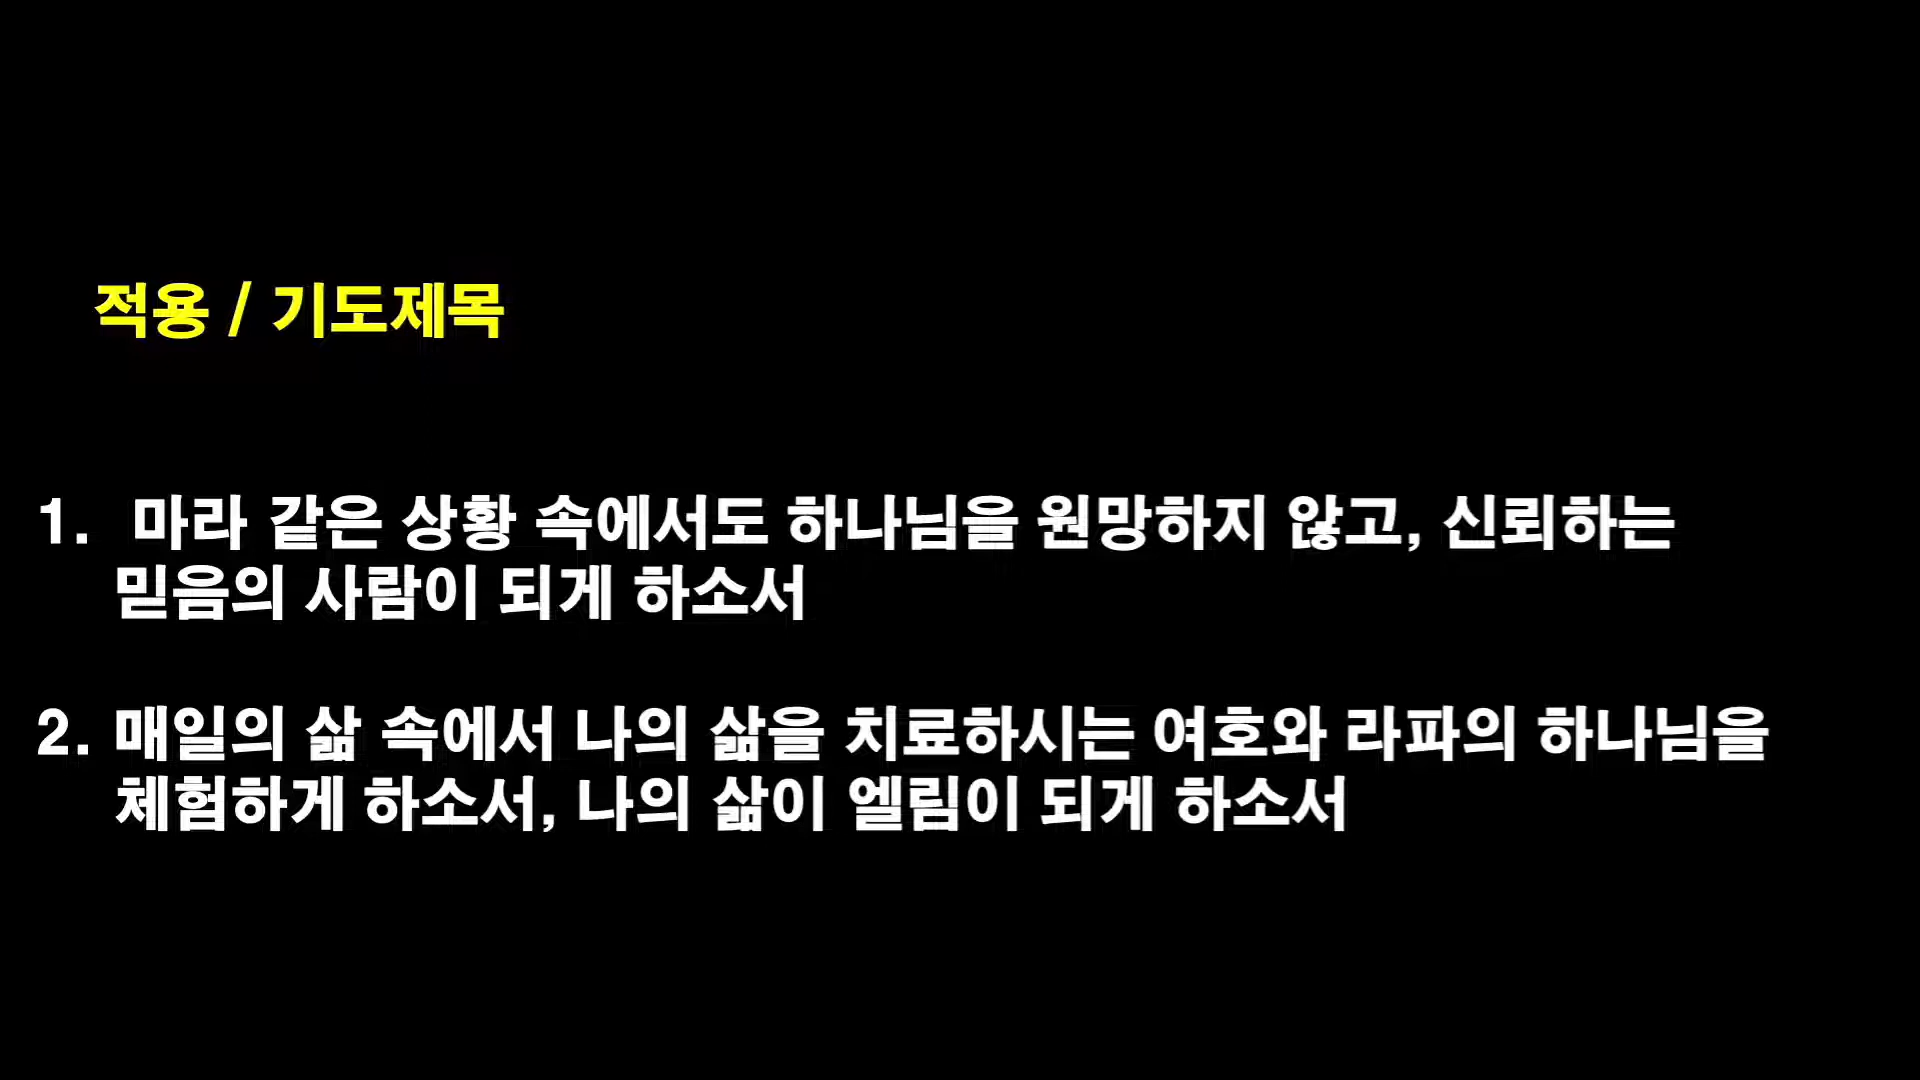 적용 / 기도제목
1. 마라 같은 상황 속에서도 하나님을 원망하지 않고, 신뢰하는
믿음의 사람이 되게 하소서
2. 매일의 삶 속에서 나의 삶을 치료하시는 여호와 라파의 하나님을
체험하게 하소서, 나의 삶이 엘림이 되게 하소서